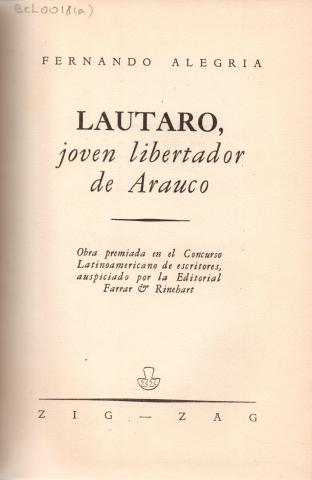 BCL0018(a)
FERNANDO ALEGRIA
LAUTARO,
joven libertador
de Arauco
Obra premiada en el Concurso
Latinoamericano de escritores,
auspiciado por la Editorial
Farrar & Rinehart
ZIG-ZAG